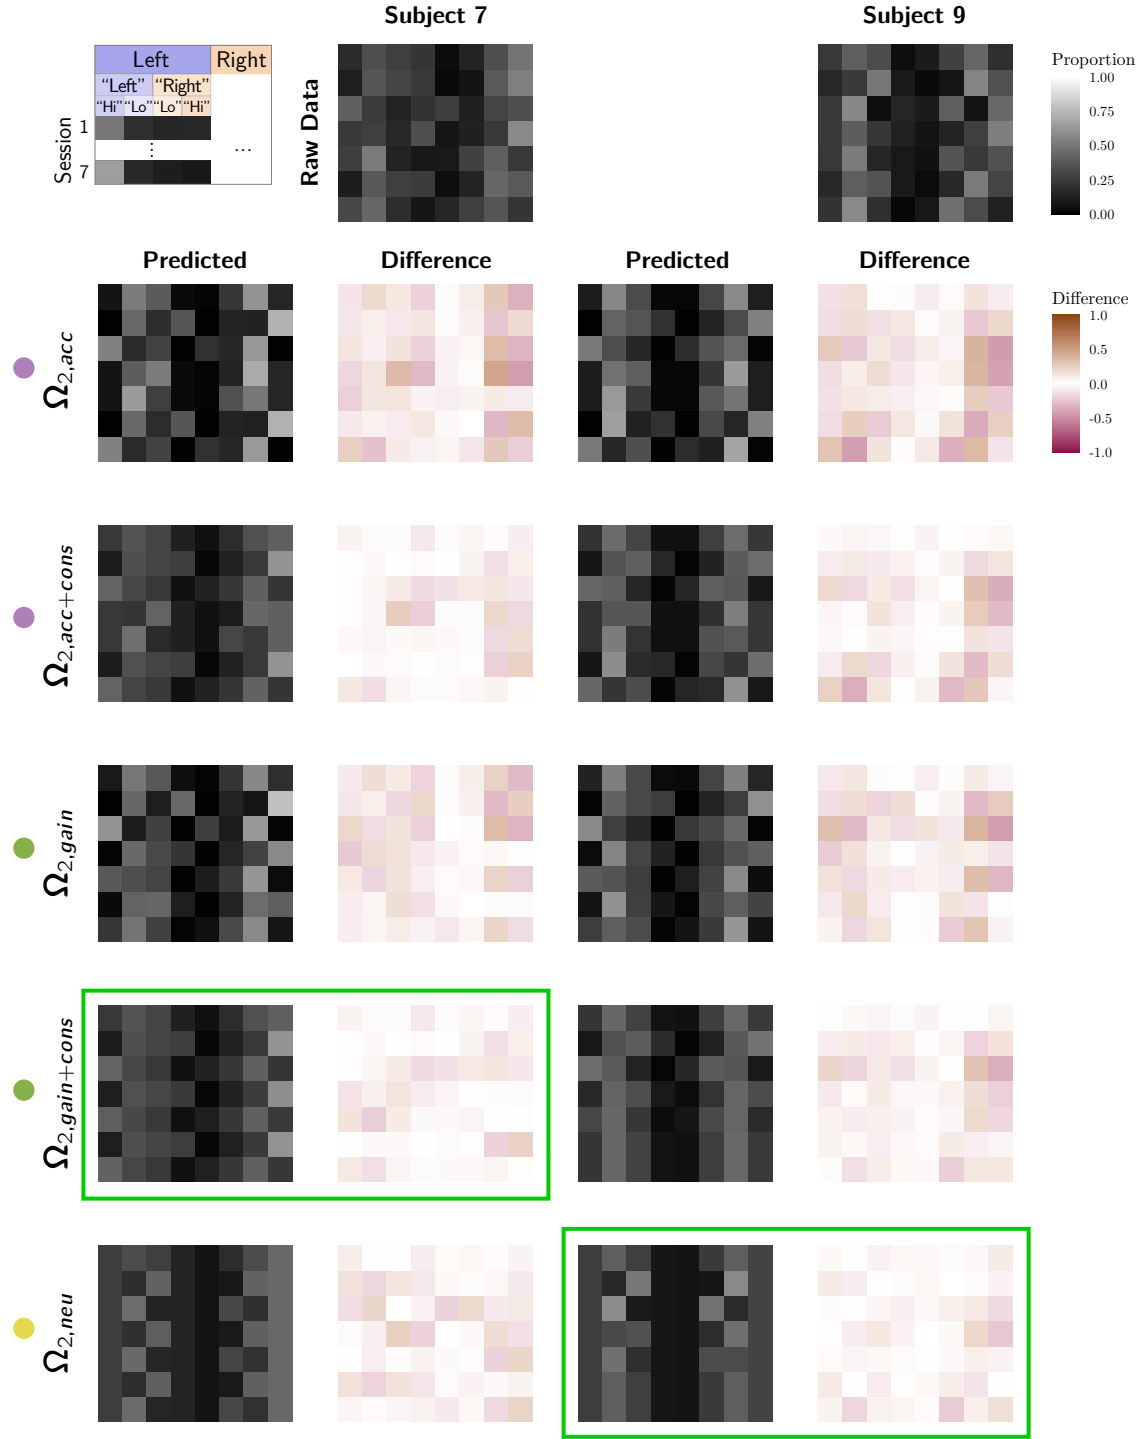 Subject 7
Subject 9
Left
Right
“Left”
“Right”
“Hi”
“Lo”
“Lo”
“Hi”
Session
1
⋮
...
7
Raw Data
Proportion
1.00
0.75
0.50
0.25
0.00
Predicted
Difference
Predicted
Difference
Difference
1.0
0.5
0.0
-0.5
-1.0
Ω2,acc
Ω2,acc+cons
Ω2,gain
Ω2,gain+cons
Ω2,neu